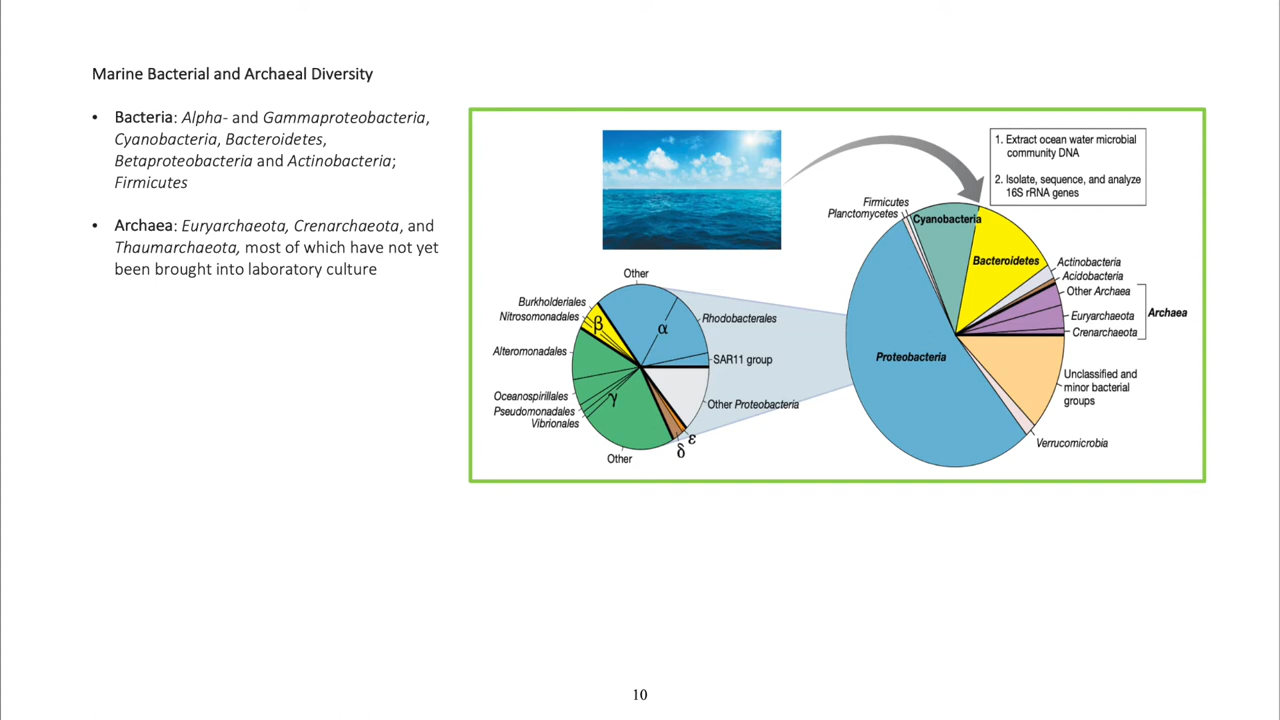 Marine Bacterial and Archaeal Diversity
• Bacteria: Alpha- and Gammaproteobacteria,
Cyanobacteria, Bacteroidetes,
Betaproteobacteria and Actinobacteria;
Firmicutes
• Archaea: Euryarchaeota, Crenarchaeota, and
Thaumarchaeota, most of which have not yet
been brought into laboratory culture
1. Extract ocean water microbial
community DNA
2. Isolate, sequence, and analyze
16S rRNA genes
Other
Burkholderiales
Nitrosomonadales
β
α
Rhodobacterales
Alteromonadales
SAR11 group
Oceanospirillales
γ
Pseudomonadales
Vibrionales
Other Proteobacteria
ε
δ
Other
Firmicutes
Planctomycetes
Cyanobacteria
Bacteroidetes
Actinobacteria
Acidobacteria
Other Archaea
Euryarchaeota
Archaea
Crenarchaeota
Proteobacteria
Unclassified and
minor bacterial
groups
Verrucomicrobia
10